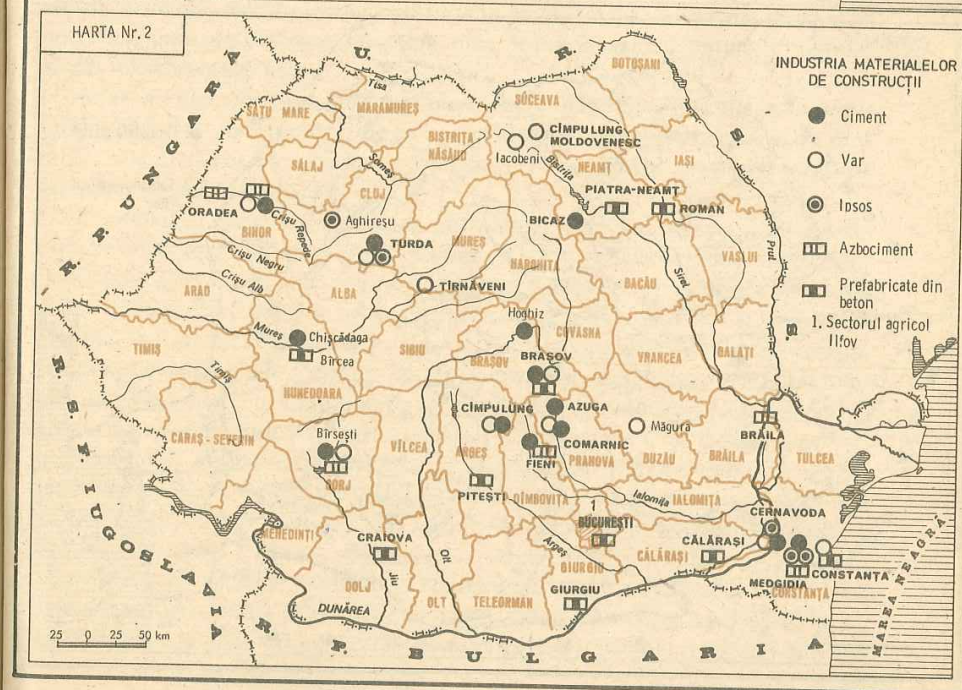 HARTA Nr. 2
INDUSTRIA MATERIALELOR
DE CONSTRUCȚII
Ciment
Var
Ipsos
Azbociment
Prefabricate din
beton
1. Sectorul agricol
Ilfov
R. P. UNGARĂ
U. R. S. S.
R. S. F. IUGOSLAVIA
R. P. BULGARIA
MAREA NEAGRĂ
BOTOȘANI
SUCEAVA
Tisa
SATU MARE
MARAMUREȘ
BISTRIȚA
NĂSĂUD
CÎMPULUNG
MOLDOVENESC
Iacobeni
Bistrița
NEAMȚ
IAȘI
SĂLAJ
Someș
CLUJ
PIATRA-NEAMȚ
ROMAN
ORADEA
Crișu Repede
Aghireșu
BICAZ
BIHOR
TURDA
MUREȘ
HARGHITA
Crișu Negru
Crișu Alb
ARAD
ALBA
TÎRNĂVENI
BACĂU
Siret
VASLUI
Prut
Mureș
Chișcădaga
Bîrcea
Hoghiz
COVASNA
TIMIȘ
Timiș
SIBIU
BRAȘOV
BRAȘOV
VRANCEA
GALAȚI
HUNEDOARA
CARAȘ - SEVERIN
CÎMPULUNG
AZUGA
Măgura
BRĂILA
COMARNIC
Bîrsești
VÎLCEA
ARGEȘ
FIENI
PRAHOVA
BUZĂU
BRĂILA
TULCEA
GORJ
PITEȘTI
DÎMBOVIȚA
Ialomița
IALOMIȚA
CERNAVODA
1
BUCUREȘTI
MEHEDINȚI
CRAIOVA
Jiu
Olt
Argeș
CĂLĂRAȘI
CĂLĂRAȘI
MEDGIDIA
CONSTANȚA
CONSTANȚA
GIURGIU
DOLJ
OLT
TELEORMAN
GIURGIU
DUNĂREA
25 0 25 50 km